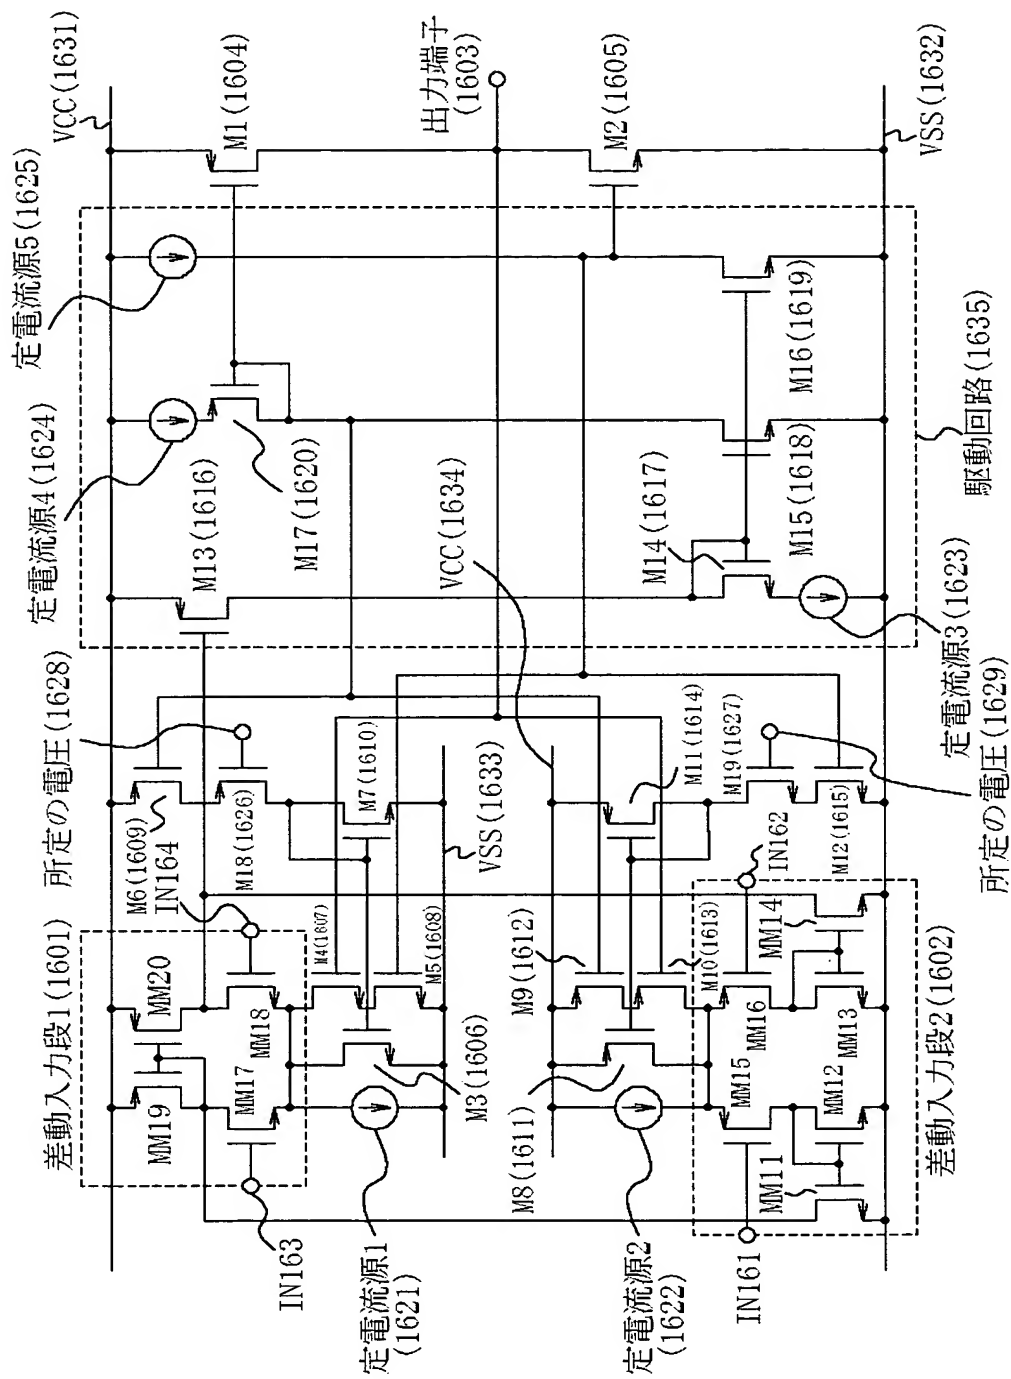 VCC(1631)
M1(1604)
出力端子
(1603)
M2(1605)
VSS(1632)
定電流源5(1625)
M16(1619)
駆動回路(1635)
定電流源4(1624)
M13(1616)
M17(1620)
VCC(1634)
M14(1617)
M15(1618)
定電流源3(1623)
所定の電圧(1628)
M6(1609)
IN164
M18(1626)
M7(1610)
VSS(1633)
M11(1614)
M19(1627)
IN162
M12(1615)
所定の電圧(1629)
差動入力段1(1601)
MM20
MM19
MM18
MM17
M4(1607)
M5(1608)
M3(1606)
M9(1612)
M10(1613)
M8(1611)
MM14
MM16
MM13
MM15
MM12
MM11
差動入力段2(1602)
IN163
定電流源1
(1621)
定電流源2
(1622)
IN161